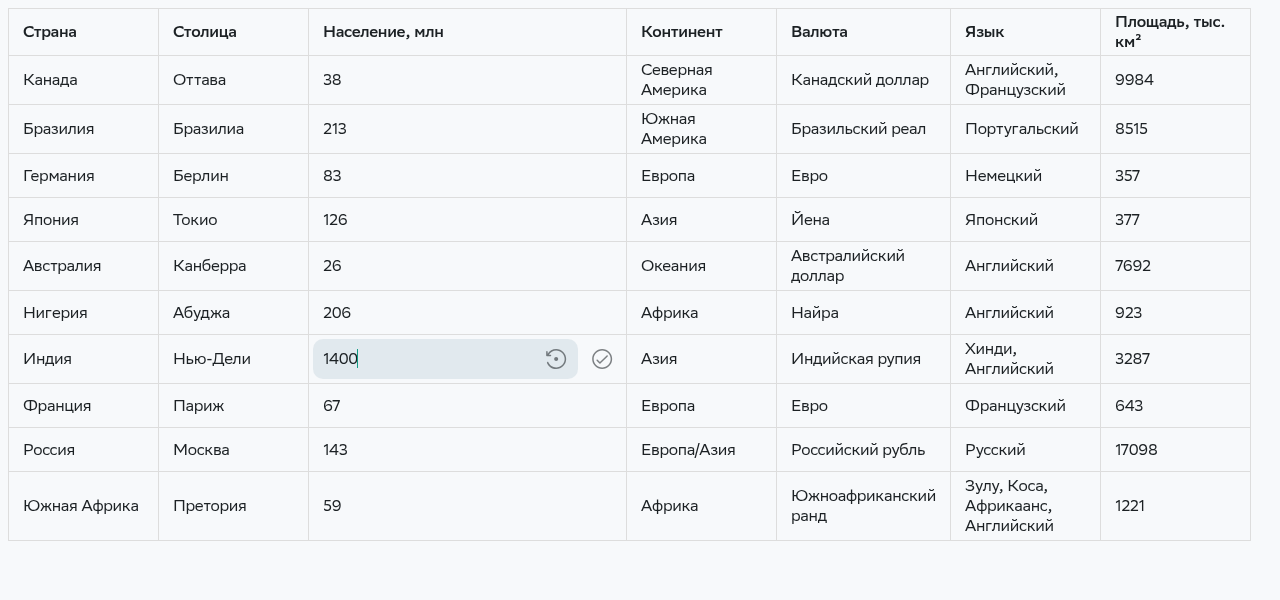 Страна Столица Население, млн Континент Валюта Язык Площадь, тыс. км²
Канада Оттава 38 Северная Америка Канадский доллар Английский, Французский 9984
Бразилия Бразилиа 213 Южная Америка Бразильский реал Португальский 8515
Германия Берлин 83 Европа Евро Немецкий 357
Япония Токио 126 Азия Йена Японский 377
Австралия Канберра 26 Океания Австралийский доллар Английский 7692
Нигерия Абуджа 206 Африка Найра Английский 923
Индия Нью-Дели 1400 Азия Индийская рупия Хинди, Английский 3287
Франция Париж 67 Европа Евро Французский 643
Россия Москва 143 Европа/Азия Российский рубль Русский 17098
Южная Африка Претория 59 Африка Южноафриканский ранд Зулу, Коса, Африкаанс, Английский 1221